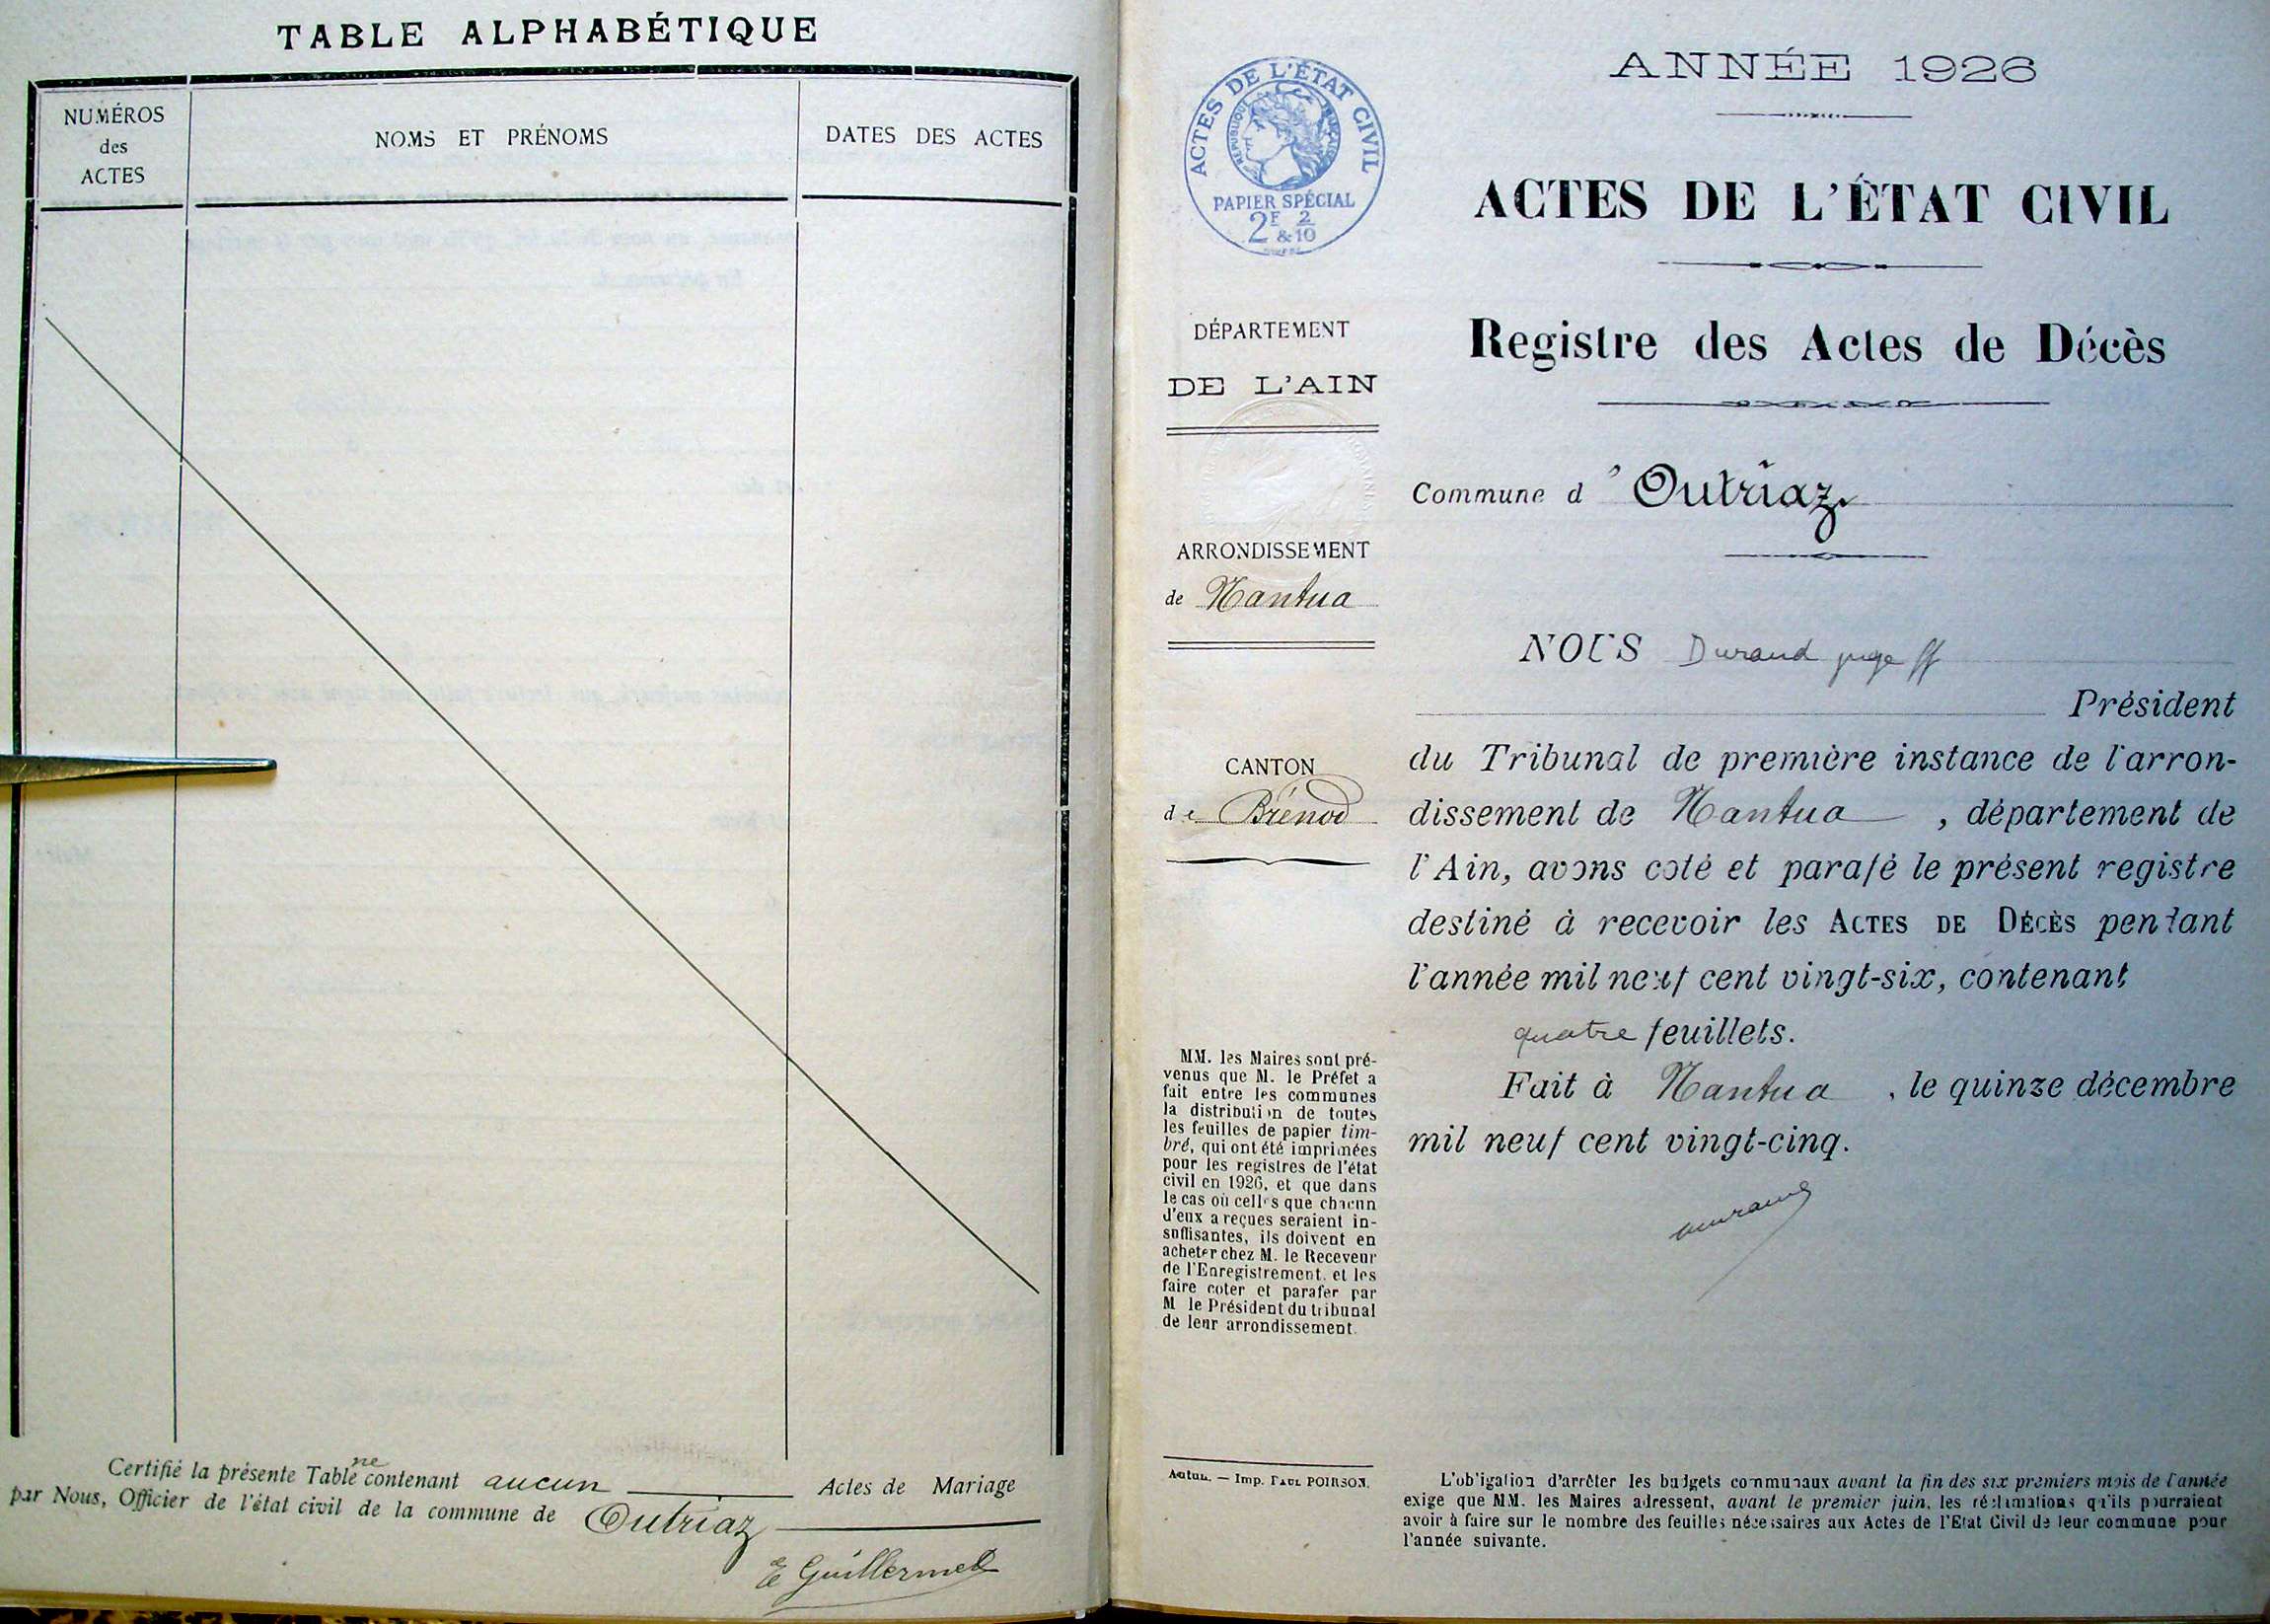 TABLE ALPHABÉTIQUE
NUMÉROS
des
ACTES
NOMS ET PRÉNOMS
DATES DES ACTES
Certifié la présente Table ne contenant aucun Actes de Mariage
par Nous, Officier de l'état civil de la commune de Outriaz
E Guillermet
ACTES DE L'ÉTAT CIVIL
RÉPUBLIQUE FRANÇAISE
PAPIER SPÉCIAL
2F 2
& 10
DÉPARTEMENT
DE L'AIN
ARRONDISSEMENT
de Nantua
CANTON
de Brénod
MM. les Maires sont pré-
venus que M. le Préfet a
fait entre les communes
la distribution de toutes
les feuilles de papier tim-
bré, qui ont été imprimées
pour les registres de l'état
civil en 1926, et que dans
le cas où celles que chacun
d'eux a reçues seraient in-
suffisantes, ils doivent en
acheter chez M. le Receveur
de l'Enregistrement, et les
faire coter et parafer par
M le Président du tribunal
de leur arrondissement.
Autun. — Imp. PAUL POIRSON.
ANNÉE 1926
ACTES DE L'ÉTAT CIVIL
Registre des Actes de Décès
Commune d'Outriaz
NOUS Durand juge ff
Président
du Tribunal de première instance de l'arron-
dissement de Nantua, département de
l'Ain, avons coté et parafé le présent registre
destiné à recevoir les ACTES DE DÉCÈS pendant
l'année mil neuf cent vingt-six, contenant
quatre feuillets.
Fait à Nantua, le quinze décembre
mil neuf cent vingt-cinq.
Durand
L'obligation d'arrêter les budgets communaux avant la fin des six premiers mois de l'année
exige que MM. les Maires adressent, avant le premier juin, les réclamations qu'ils pourraient
avoir à faire sur le nombre des feuilles nécessaires aux Actes de l'Etat Civil de leur commune pour
l'année suivante.